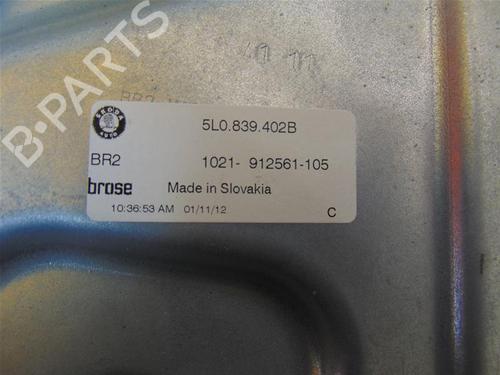 B-PARTS
SKODA
AUTO
5L0.839.402B
BR2
1021- 912561-105
brose
Made in Slovakia
10:36:53 AM 01/11/12
C